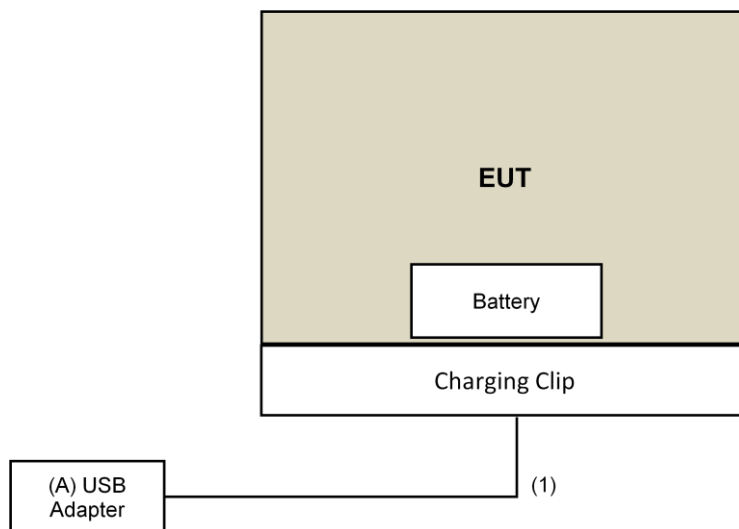 EUT
Battery
Charging Clip
(A) USB
Adapter
(1)